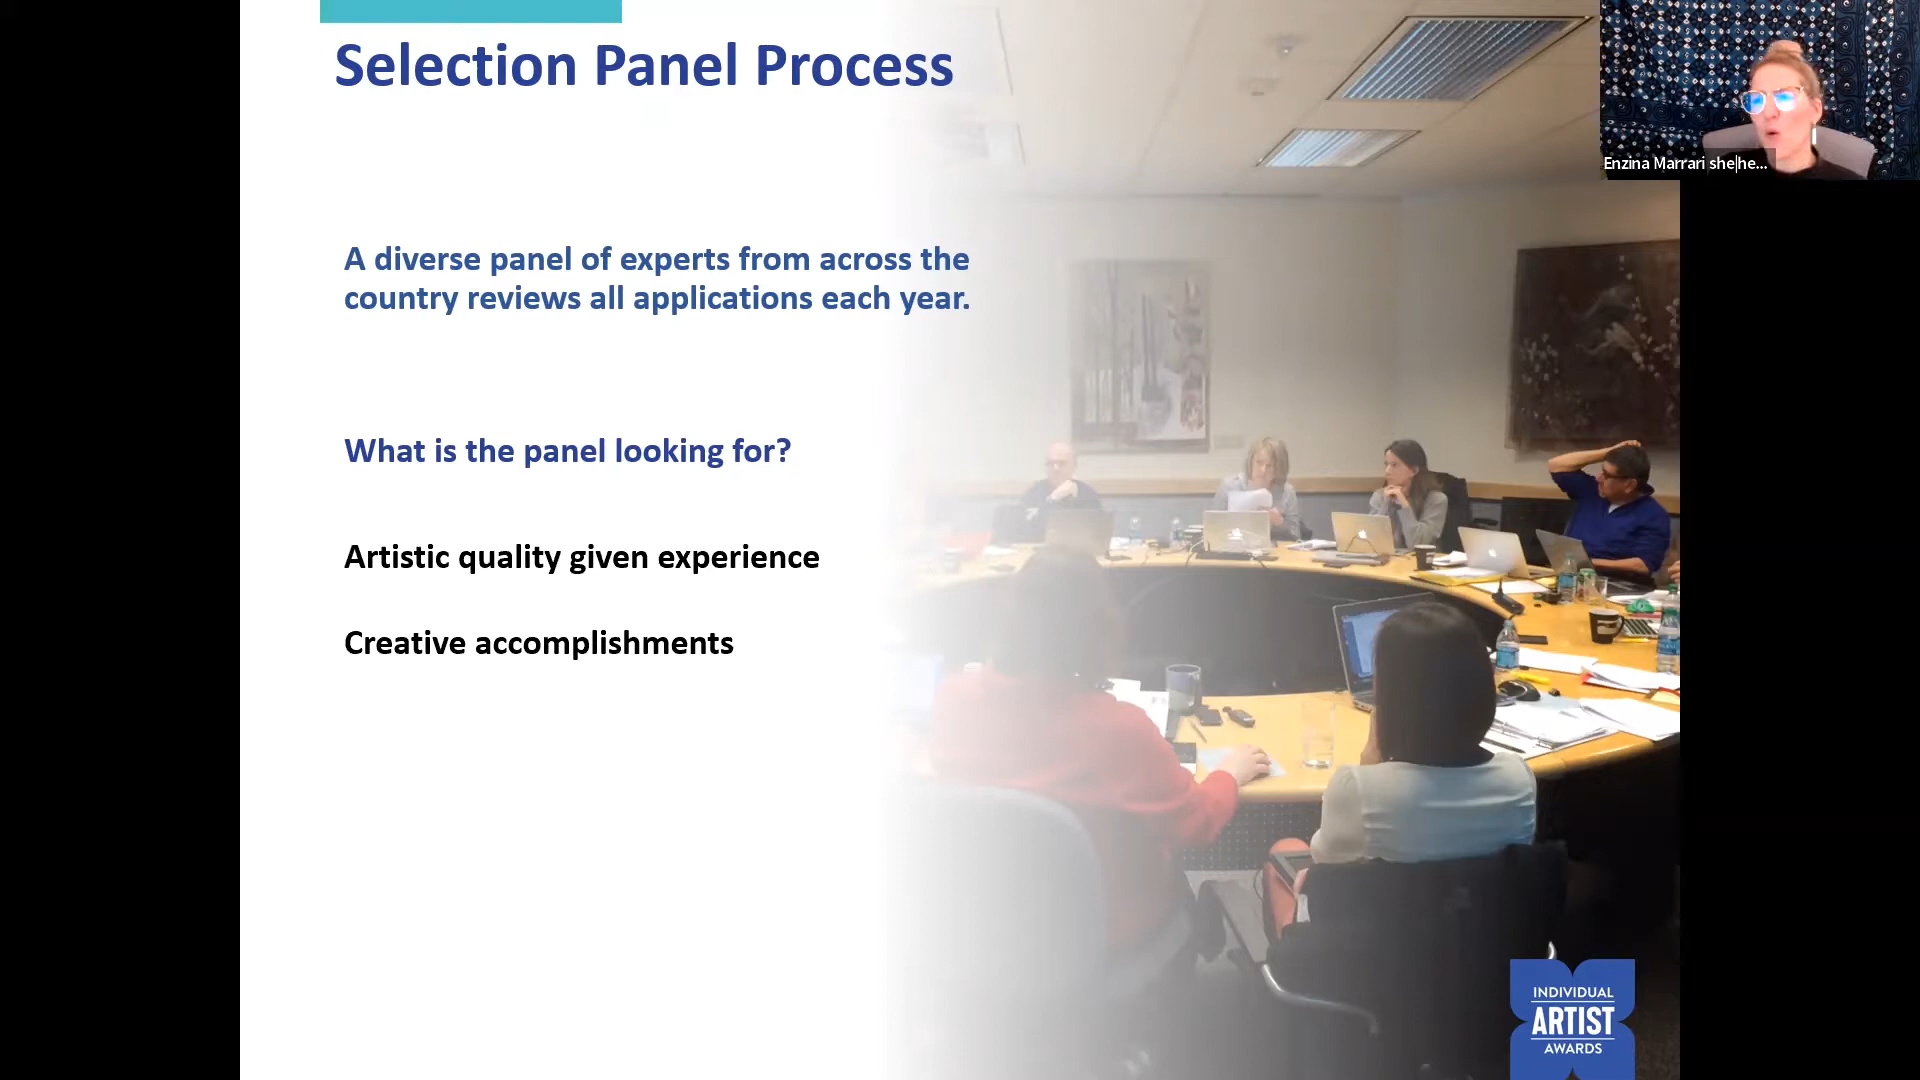 Selection Panel Process
Enzina Marrari she|he...
A diverse panel of experts from across the
country reviews all applications each year.
What is the panel looking for?
Artistic quality given experience
Creative accomplishments
INDIVIDUAL
ARTIST
AWARDS